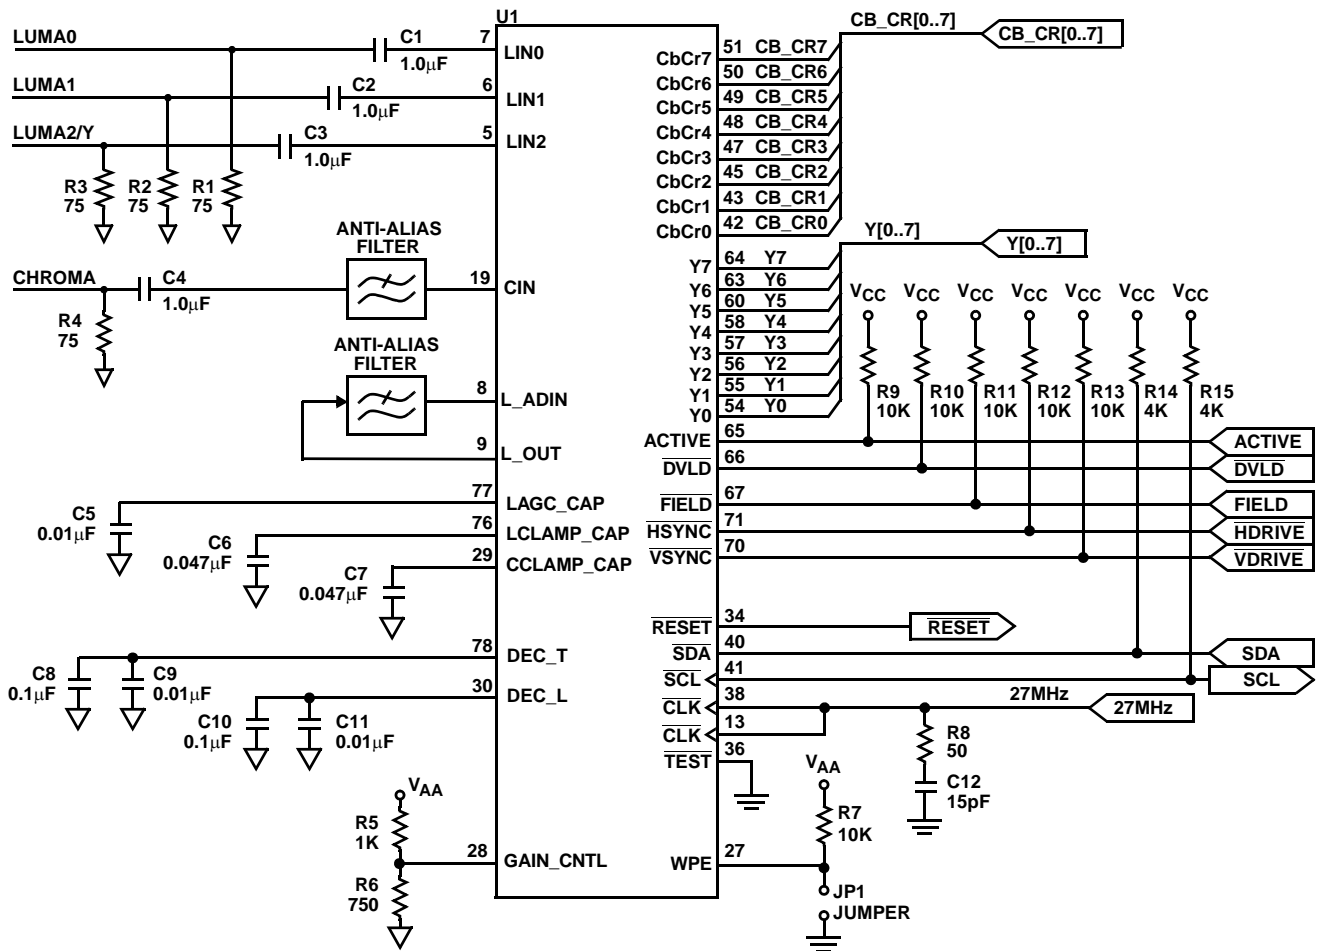 U1
LUMA0
C1
1.0µF
7
LIN0
LUMA1
C2
1.0µF
6
LIN1
LUMA2/Y
C3
1.0µF
5
LIN2
R3
75
R2
75
R1
75
ANTI-ALIAS
FILTER
CHROMA
C4
1.0µF
19
CIN
R4
75
ANTI-ALIAS
FILTER
8
L_ADIN
9
L_OUT
77
LAGC_CAP
C5
0.01µF
76
LCLAMP_CAP
C6
0.047µF
29
CCLAMP_CAP
C7
0.047µF
78
DEC_T
C8
0.1µF
C9
0.01µF
30
DEC_L
C10
0.1µF
C11
0.01µF
VAA
R5
1K
28
GAIN_CNTL
R6
750
CB_CR[0..7]
CB_CR[0..7]
CbCr7 51 CB_CR7
CbCr6 50 CB_CR6
CbCr5 49 CB_CR5
CbCr4 48 CB_CR4
CbCr3 47 CB_CR3
CbCr2 45 CB_CR2
CbCr1 43 CB_CR1
CbCr0 42 CB_CR0
Y[0..7]
Y[0..7]
Y7 64 Y7
Y6 63 Y6
Y5 60 Y5
Y4 58 Y4
Y3 57 Y3
Y2 56 Y2
Y1 55 Y1
Y0 54 Y0
VCC VCC VCC VCC VCC VCC VCC
R9 R10 R11 R12 R13 R14 R15
10K 10K 10K 10K 10K 4K 4K
ACTIVE 65 ACTIVE
DVLD 66 DVLD
FIELD 67 FIELD
HSYNC 71 HDRIVE
VSYNC 70 VDRIVE
RESET 34 RESET
SDA 40 SDA
SCL 41 SCL
CLK 38 27MHz 27MHz
CLK 13
TEST 36
R8
50
C12
15pF
VAA
R7
10K
WPE 27
JP1
JUMPER